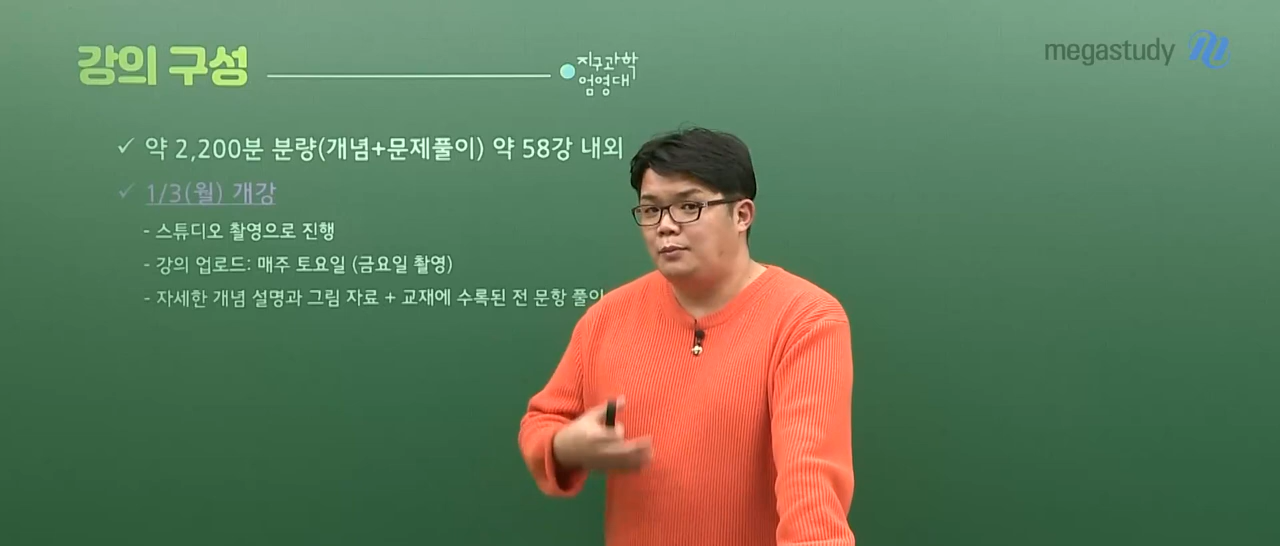 강의 구성
지구과학
엄영대
megastudy
✓ 약 2,200분 분량(개념+문제풀이) 약 58강 내외
✓ 1/3(월) 개강
- 스튜디오 촬영으로 진행
- 강의 업로드: 매주 토요일 (금요일 촬영)
- 자세한 개념 설명과 그림 자료 + 교재에 수록된 전 문항 풀이